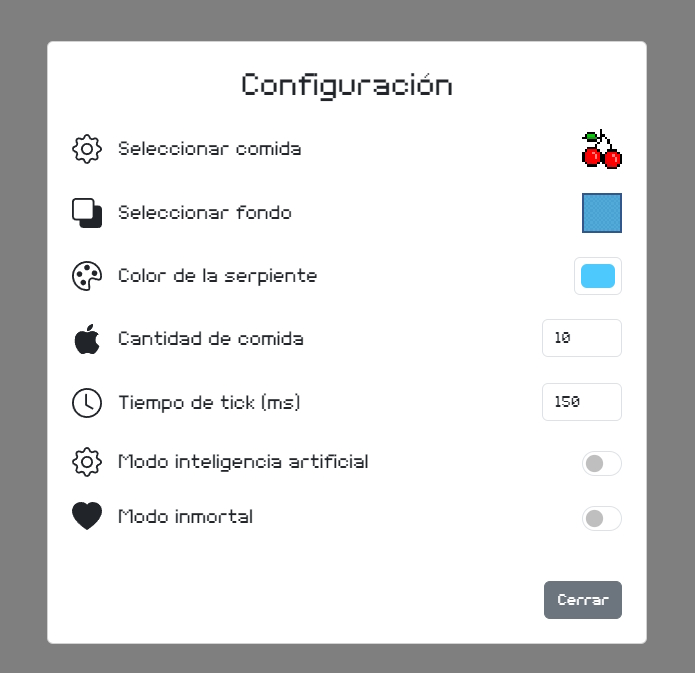 Configuración
Seleccionar comida
Seleccionar fondo
Color de la serpiente
Cantidad de comida
10
Tiempo de tick (ms)
150
Modo inteligencia artificial
Modo inmortal
Cerrar